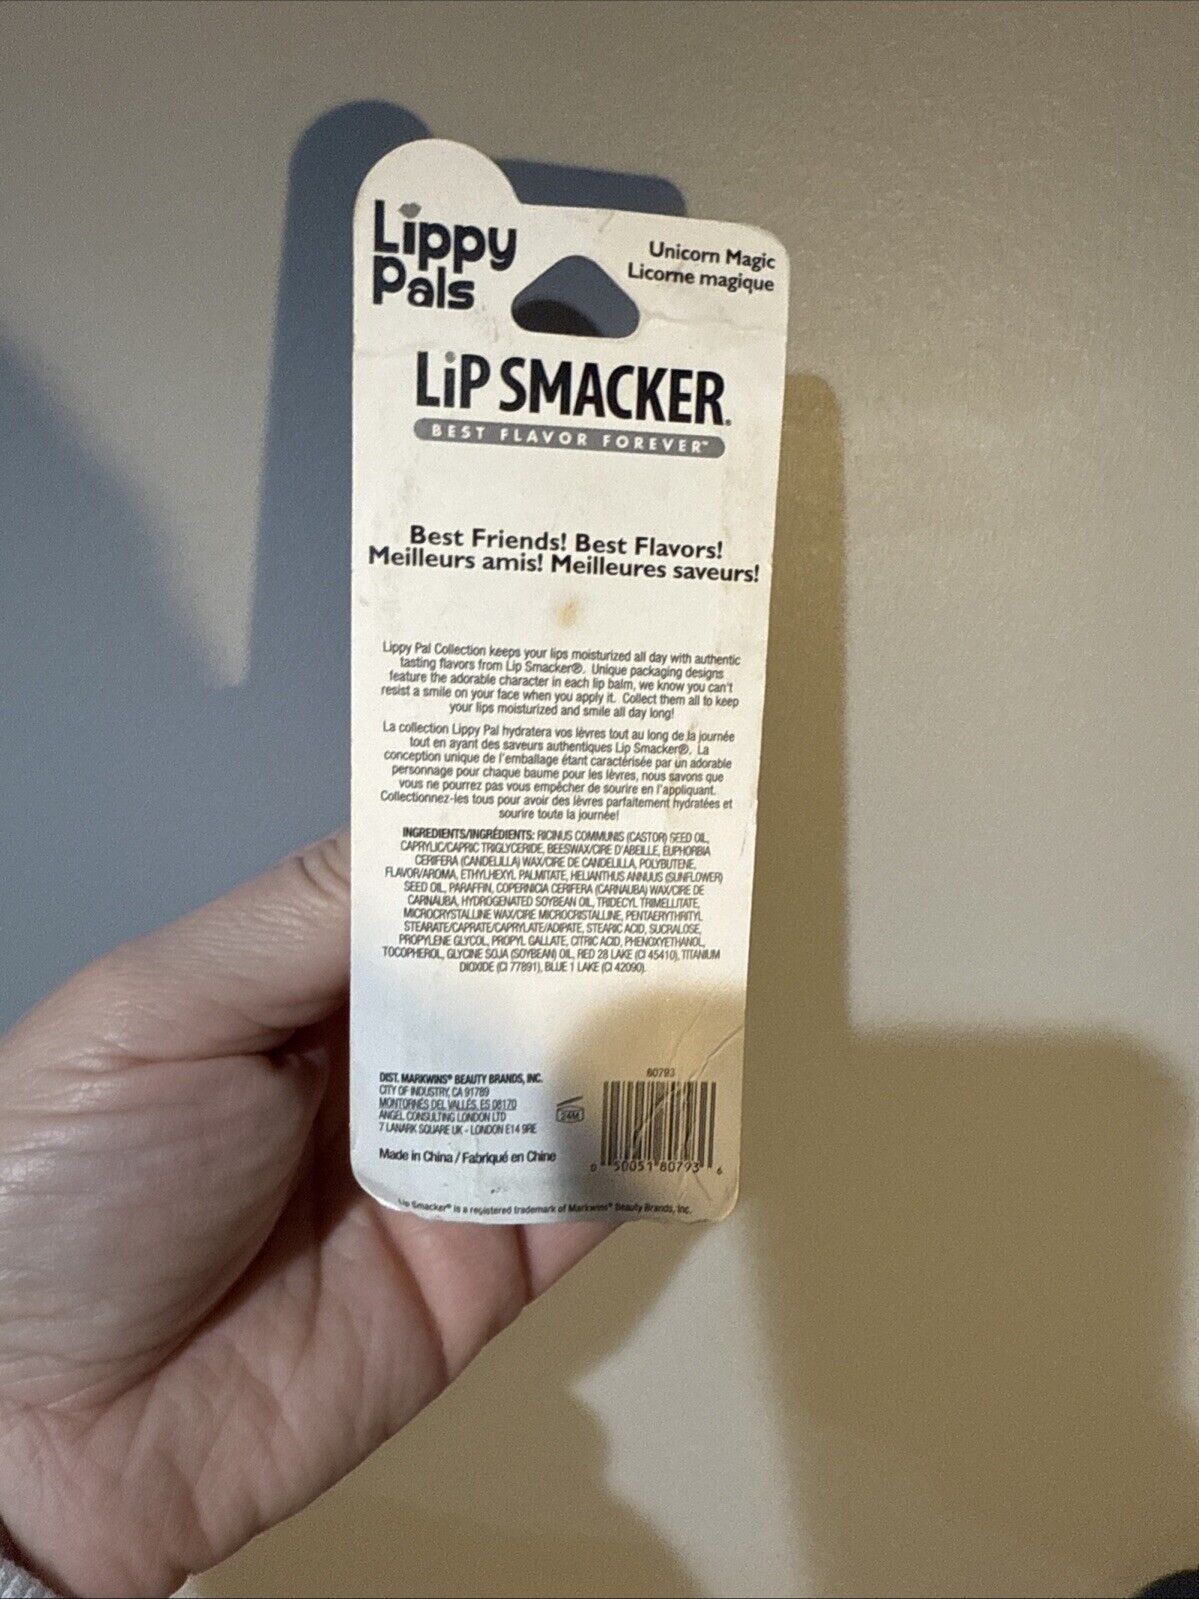 Lippy
Pals
Unicorn Magic
Licorne magique
LiP SMACKER®
BEST FLAVOR FOREVER™
Best Friends! Best Flavors!
Meilleurs amis! Meilleures saveurs!
Lippy Pal Collection keeps your lips moisturized all day with authentic
tasting flavors from Lip Smacker®. Unique packaging designs
feature the adorable character in each lip balm, we know you can't
resist a smile on your face when you apply it. Collect them all to keep
your lips moisturized and smile all day long!
La collection Lippy Pal hydratera vos lèvres tout au long de la journée
tout en ayant des saveurs authentiques Lip Smacker®. La
conception unique de l'emballage étant caractérisée par un adorable
personnage pour chaque baume pour les lèvres, nous savons que
vous ne pourrez pas vous empêcher de sourire en l'appliquant.
Collectionnez-les tous pour avoir des lèvres parfaitement hydratées et
sourire toute la journée!
INGREDIENTS/INGRÉDIENTS: RICINUS COMMUNIS (CASTOR) SEED OIL,
CAPRYLIC/CAPRIC TRIGLYCERIDE, BEESWAX/CIRE D'ABEILLE, EUPHORBIA
CERIFERA (CANDELILLA) WAX/CIRE DE CANDELILLA, POLYBUTENE,
FLAVOR/AROMA, ETHYLHEXYL PALMITATE, HELIANTHUS ANNUUS (SUNFLOWER)
SEED OIL, PARAFFIN, COPERNICIA CERIFERA (CARNAUBA) WAX/CIRE DE
CARNAUBA, HYDROGENATED SOYBEAN OIL, TRIDECYL TRIMELLITATE,
MICROCRYSTALLINE WAX/CIRE MICROCRISTALLINE, PENTAERYTHRITYL
STEARATE/CAPRATE/CAPRYLATE/ADIPATE, STEARIC ACID, SUCRALOSE,
PROPYLENE GLYCOL, PROPYL GALLATE, CITRIC ACID, PHENOXYETHANOL,
TOCOPHEROL, GLYCINE SOJA (SOYBEAN) OIL, RED 28 LAKE (CI 45410), TITANIUM
DIOXIDE (CI 77891), BLUE 1 LAKE (CI 42090).
DIST. MARKWINS® BEAUTY BRANDS, INC.
CITY OF INDUSTRY, CA 91789
MONTORNÉS DEL VALLÉS, ES 08170
ANGEL CONSULTING LONDON LTD
7 LANARK SQUARE UK - LONDON E14 9RE
24M
Made in China / Fabriqué en Chine
80793
0 50051 80793 6
Lip Smacker® is a registered trademark of Markwins® Beauty Brands, Inc.